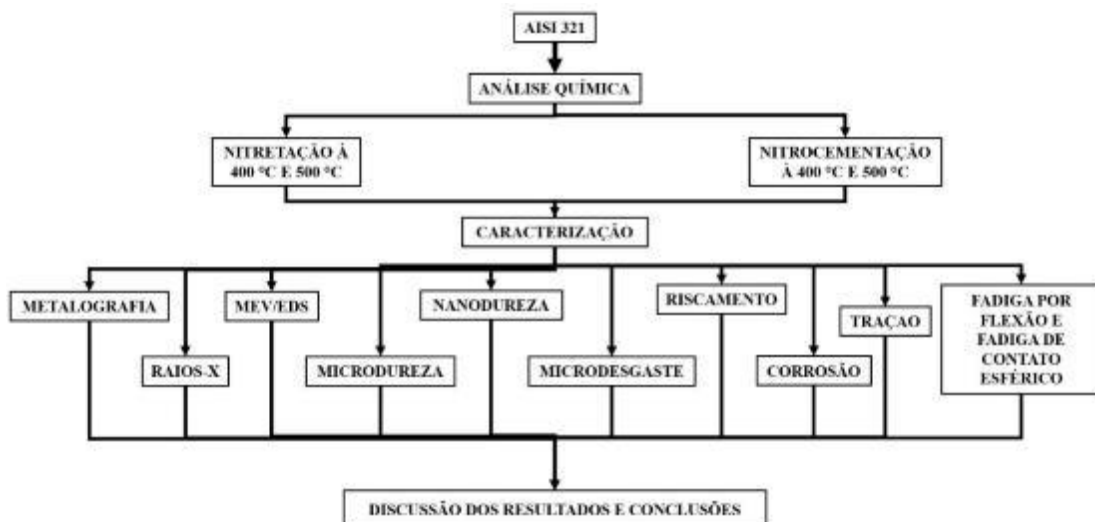 AISI 321
ANÁLISE QUÍMICA
NITRETAÇÃO À
400 °C E 500 °C
NITROCEMENTAÇÃO
À 400 °C E 500 °C
CARACTERIZAÇÃO
METALOGRAFIA
RAIOS-X
MEV/EDS
MICRODUREZA
NANODUREZA
MICRODESGASTE
RISCAMENTO
CORROSÃO
TRAÇAO
FADIGA POR
FLEXÃO E
FADIGA DE
CONTATO
ESFÉRICO
DISCUSSÃO DOS RESULTADOS E CONCLUSÕES